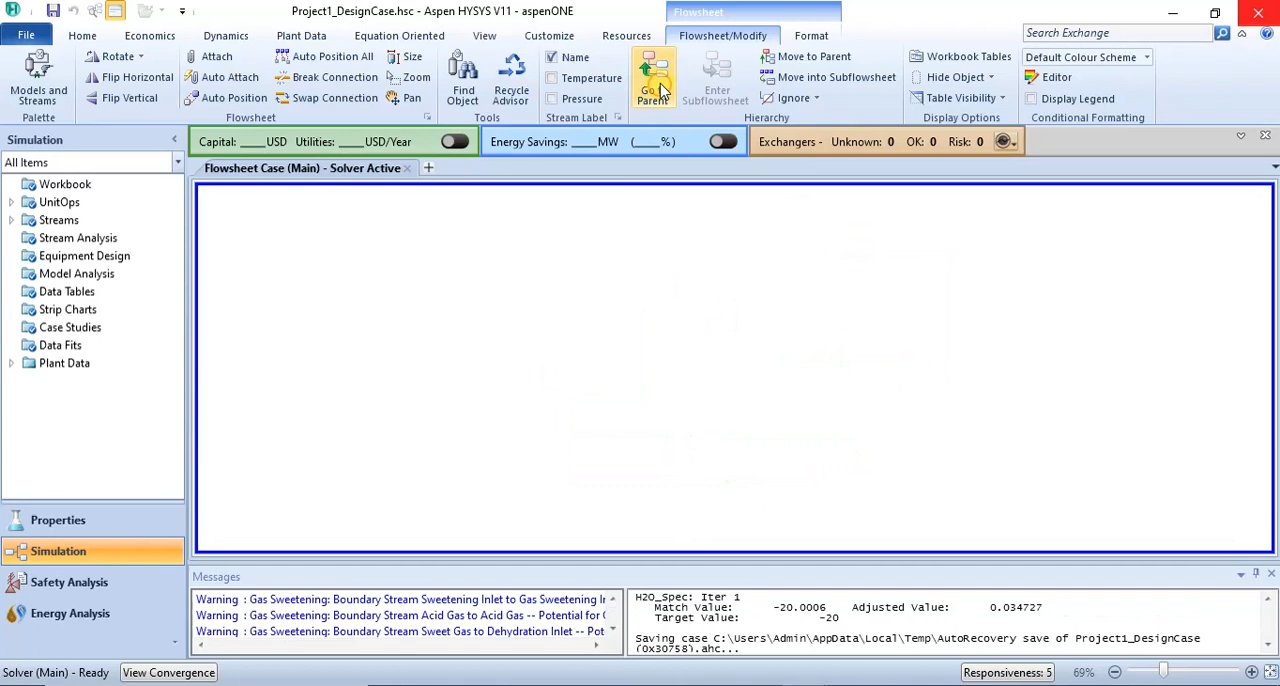 Project1_DesignCase.hsc - Aspen HYSYS V11 - aspenONE
Flowsheet
File Home Economics Dynamics Plant Data Equation Oriented View Customize Resources Flowsheet/Modify Format
Search Exchange
Models and Streams
Palette
Rotate
Flip Horizontal
Flip Vertical
Attach
Auto Attach
Auto Position
Auto Position All
Break Connection
Swap Connection
Size
Zoom
Pan
Flowsheet
Find Object
Recycle Advisor
Tools
Name
Temperature
Pressure
Stream Label
Parent
Enter Subflowsheet
Move to Parent
Move into Subflowsheet
Ignore
Hierarchy
Workbook Tables
Hide Object
Table Visibility
Display Options
Default Colour Scheme
Editor
Display Legend
Conditional Formatting
Simulation
All Items
Workbook
UnitOps
Streams
Stream Analysis
Equipment Design
Model Analysis
Data Tables
Strip Charts
Case Studies
Data Fits
Plant Data
Properties
Simulation
Safety Analysis
Energy Analysis
Capital: ____USD Utilities: ____USD/Year
Energy Savings: ____MW (____%)
Exchangers - Unknown: 0 OK: 0 Risk: 0
Flowsheet Case (Main) - Solver Active
Messages
Warning : Gas Sweetening: Boundary Stream Sweetening Inlet to Gas Sweetening Ir
Warning : Gas Sweetening: Boundary Stream Acid Gas to Acid Gas -- Potential for C
Warning : Gas Sweetening: Boundary Stream Sweet Gas to Dehydration Inlet -- Pot
H2O_Spec: Iter 1
Match Value: -20.0006 Adjusted Value: 0.034727
Target Value: -20
Saving case C:\Users\Admin\AppData\Local\Temp\AutoRecovery save of Project1_DesignCase
(0x30758).ahc...
Solver (Main) - Ready
View Convergence
Responsiveness: 5
69%